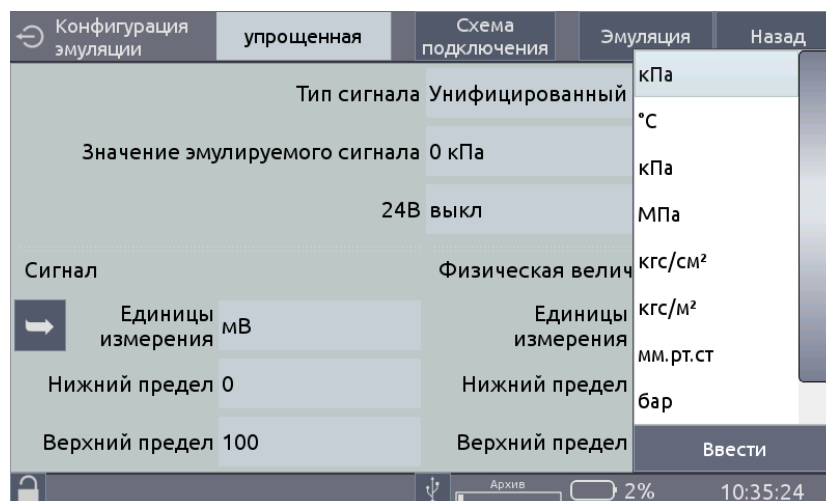 Конфигурация
эмуляции
упрощенная
Схема
подключения
Эмуляция
Назад
Тип сигнала Унифицированный
Значение эмулируемого сигнала 0 кПа
24В выкл
Сигнал
Физическая
Единицы
измерения
мВ
Единицы
измерения
Нижний предел 0
Нижний предел
Верхний предел 100
Верхний предел
кПа
°С
кПа
МПа
кгс/см²
кгс/м²
мм.рт.ст
бар
Ввести
Архив
2%
10:35:24